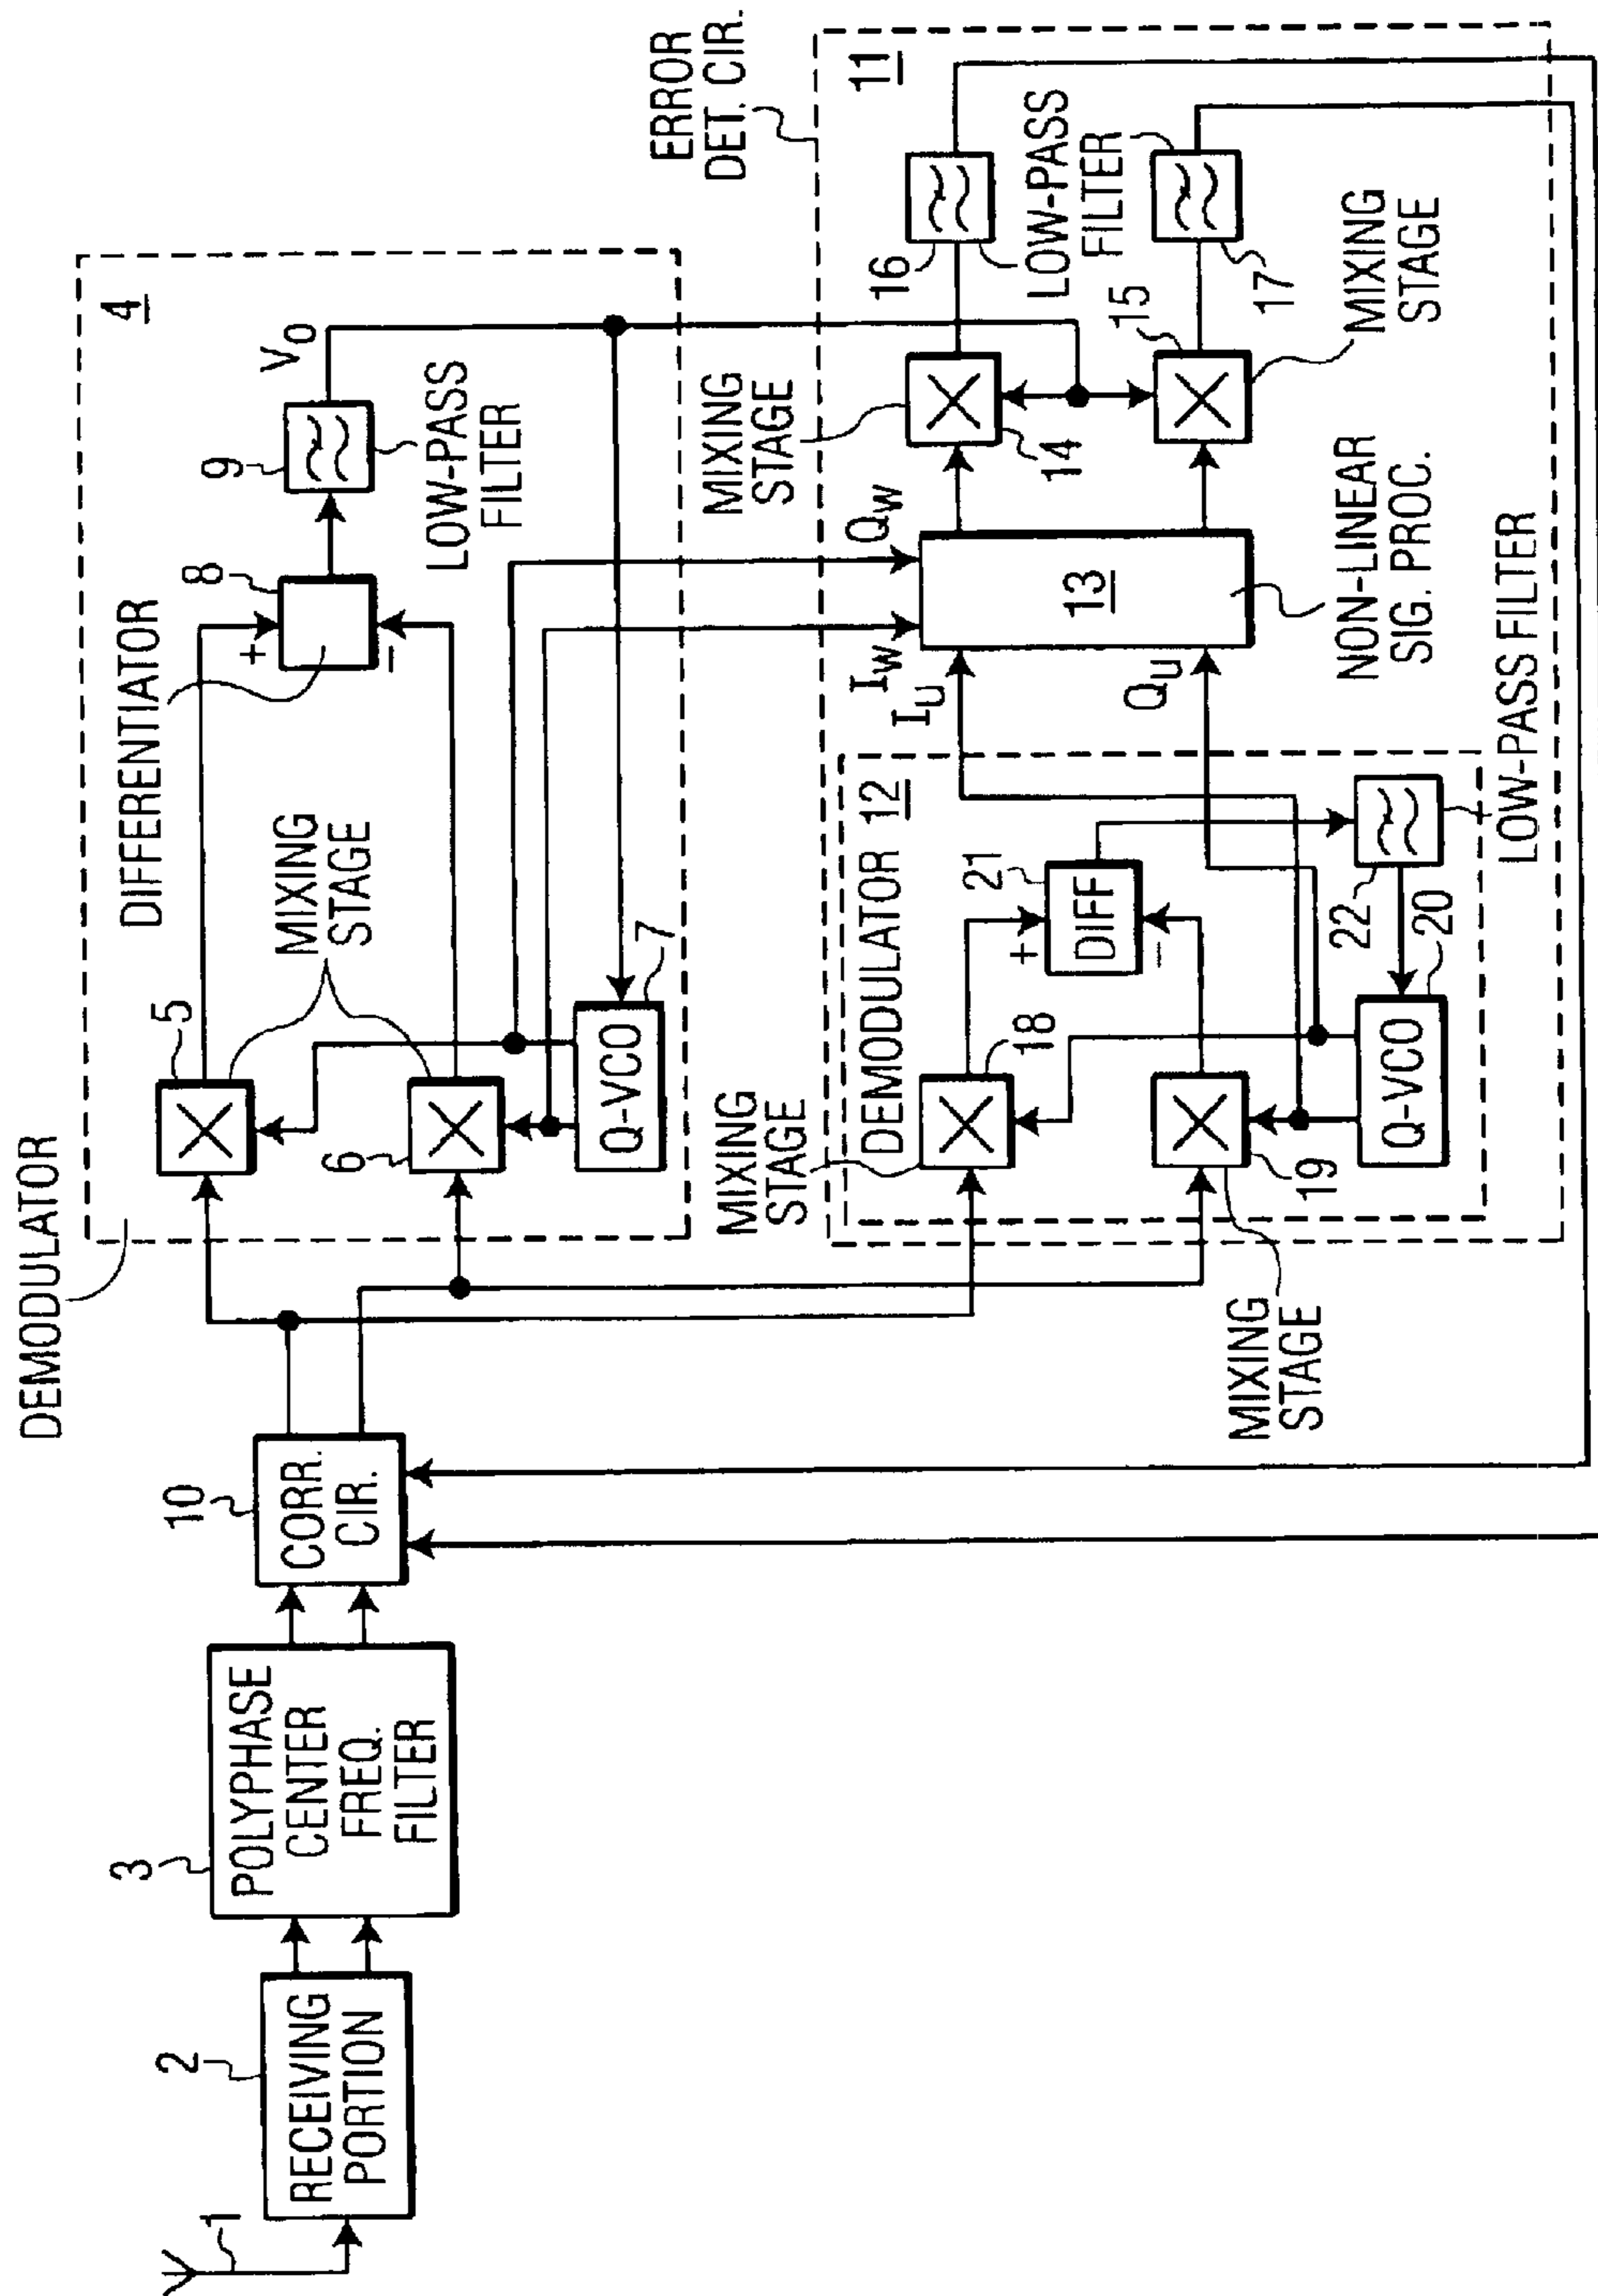 1
2
RECEIVING
PORTION
3
POLYPHASE
CENTER
FREQ.
FILTER
10
CORR.
CIR.
DEMODULATOR
4
5
MIXING
STAGE
6
Q-VCO
7
DIFFERENTIATOR
8
+
−
9
LOW-PASS
FILTER
V0
ERROR
DET. CIR.
11
MIXING
STAGE
DEMODULATOR 12
18
MIXING
STAGE
19
21
DIFF
+
−
22
20
Q-VCO
LOW-PASS FILTER
IW
QW
IU
QU
13
NON-LINEAR
SIG. PROC.
MIXING
STAGE
14
15
MIXING
STAGE
16
LOW-PASS
FILTER
17